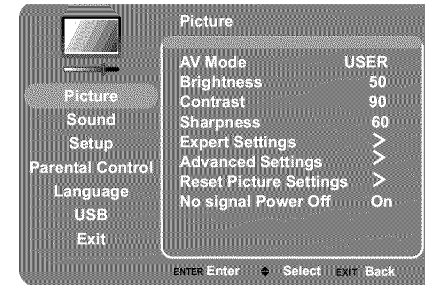 Picture
Sound
Setup
Parental Control
Language
USB
Exit
Picture
AV Mode USER
Brightness 50
Contrast 90
Sharpness 60
Expert Settings >
Advanced Settings >
Reset Picture Settings >
No signal Power Off On
ENTER Enter Select EXIT Back